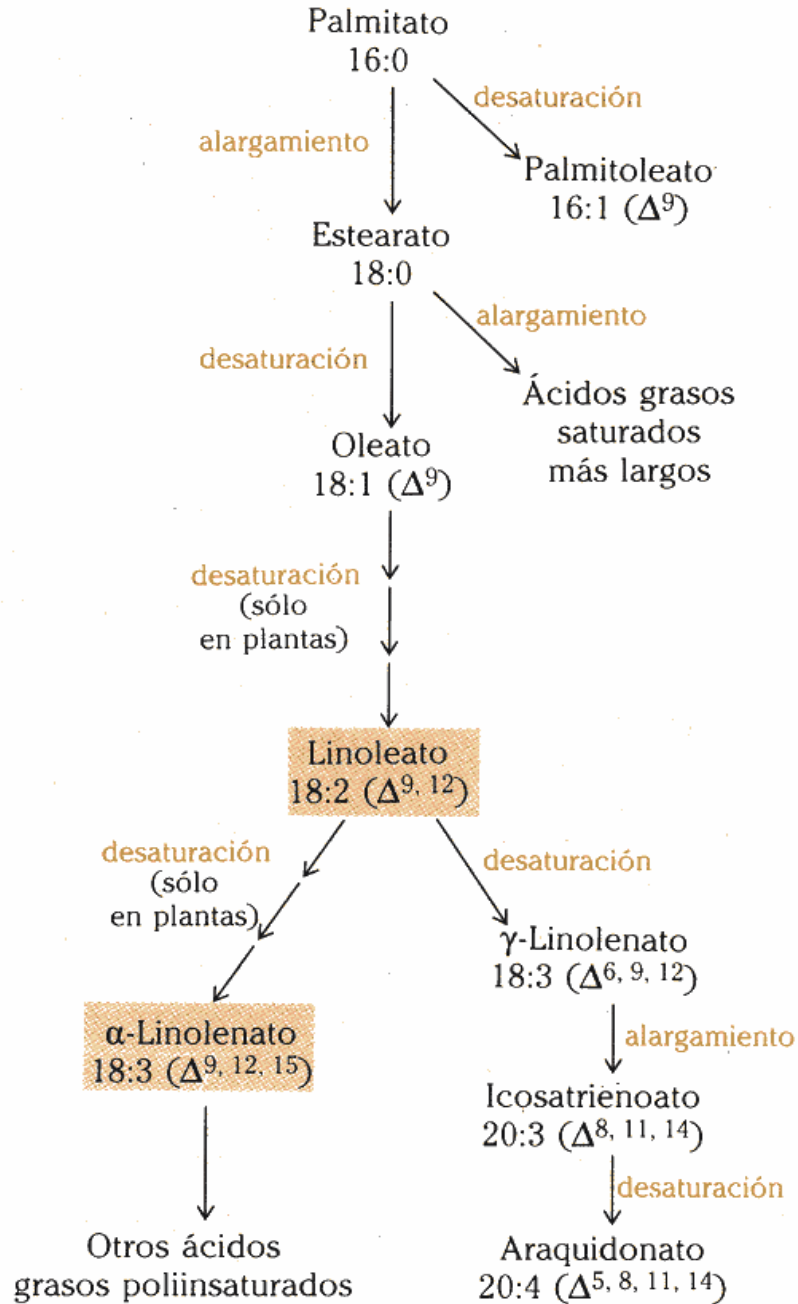 Palmitato
16:0
desaturación
alargamiento
Palmitoleato
16:1 (Δ⁹)
Estearato
18:0
alargamiento
desaturación
Ácidos grasos
saturados
más largos
Oleato
18:1 (Δ⁹)
desaturación
(sólo
en plantas)
Linoleato
18:2 (Δ⁹, ¹²)
desaturación
(sólo
en plantas)
desaturación
γ-Linolenato
18:3 (Δ⁶, ⁹, ¹²)
α-Linolenato
18:3 (Δ⁹, ¹², ¹⁵)
alargamiento
Icosatrienoato
20:3 (Δ⁸, ¹¹, ¹⁴)
desaturación
Otros ácidos
grasos poliinsaturados
Araquidonato
20:4 (Δ⁵, ⁸, ¹¹, ¹⁴)